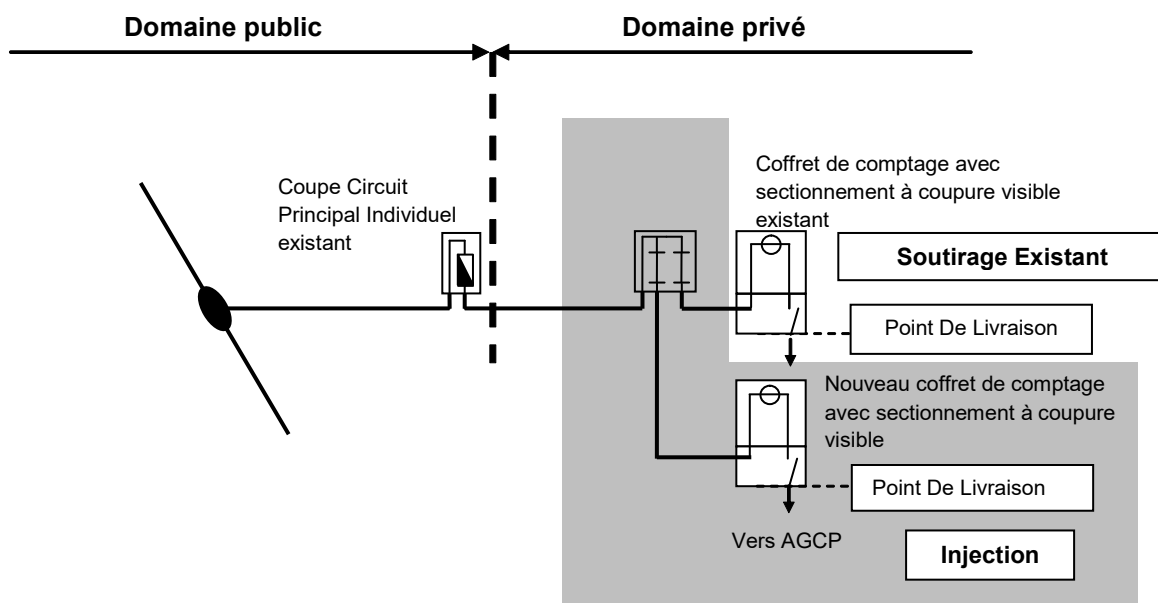 Domaine public
Domaine privé
Coupe Circuit
Principal Individuel
existant
Coffret de comptage avec
sectionnement à coupure visible
existant
Soutirage Existant
Point De Livraison
Nouveau coffret de comptage
avec sectionnement à coupure
visible
Point De Livraison
Vers AGCP
Injection